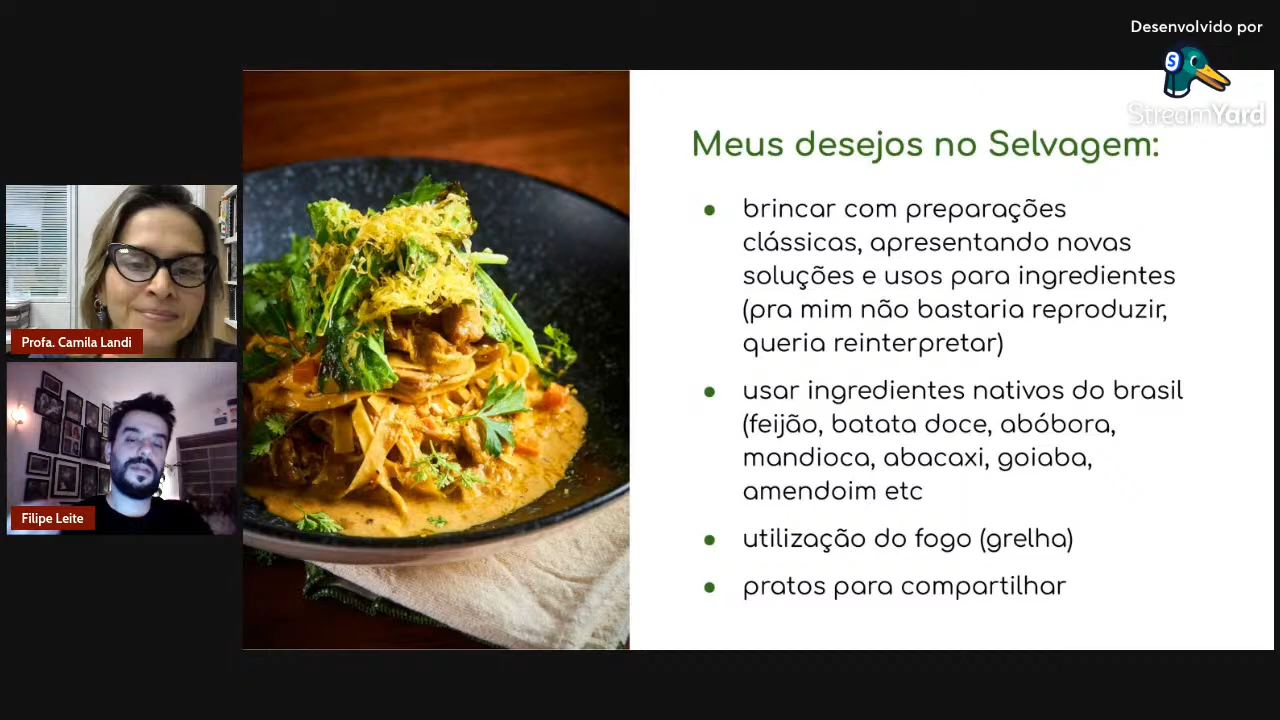 Desenvolvido por
S
StreamYard
Meus desejos no Selvagem:
brincar com preparações
clássicas, apresentando novas
soluções e usos para ingredientes
(pra mim não bastaria reproduzir,
queria reinterpretar)
usar ingredientes nativos do brasil
(feijão, batata doce, abóbora,
mandioca, abacaxi, goiaba,
amendoim etc
utilização do fogo (grelha)
pratos para compartilhar
Profa. Camila Landi
Filipe Leite